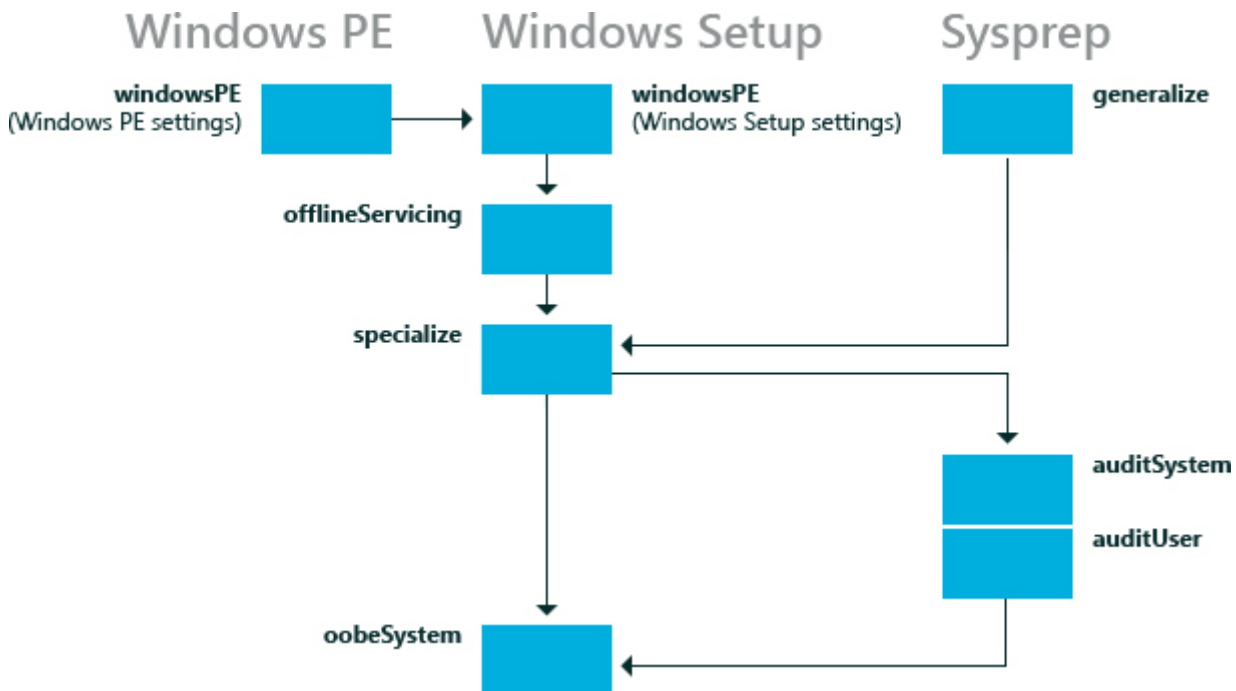 Windows PE
Windows Setup
Sysprep
windowsPE
(Windows PE settings)
windowsPE
(Windows Setup settings)
generalize
offlineServicing
specialize
auditSystem
auditUser
oobeSystem